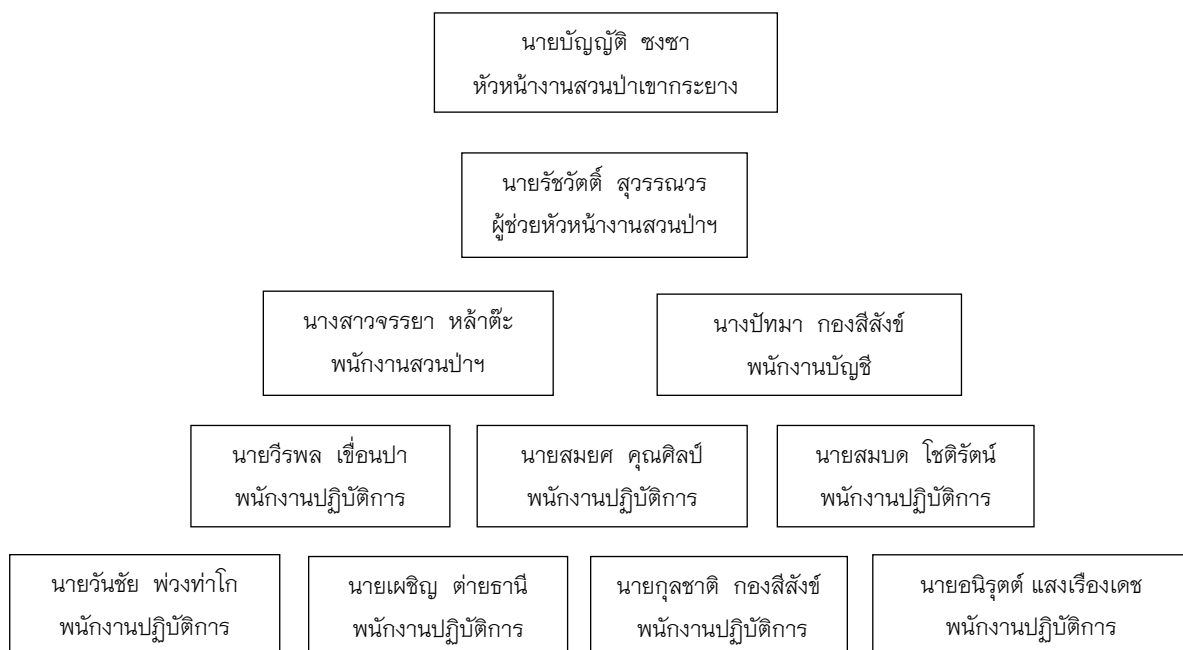 นายบัญญัติ ซงซา
หัวหน้างานสวนป่าเขากระยาง
นายรัชวัตติ์ สุวรรณวร
ผู้ช่วยหัวหน้างานสวนป่าฯ
นางสาวจรรยา หล้าต๊ะ
พนักงานสวนป่าฯ
นางปัทมา กองสีสังข์
พนักงานบัญชี
นายวีรพล เขื่อนปา
พนักงานปฏิบัติการ
นายสมยศ คุณศิลป์
พนักงานปฏิบัติการ
นายสมบด โชติรัตน์
พนักงานปฏิบัติการ
นายวันชัย พ่วงท่าโก
พนักงานปฏิบัติการ
นายเผชิญ ต่ายธานี
พนักงานปฏิบัติการ
นายกุลชาติ กองสีสังข์
พนักงานปฏิบัติการ
นายอนิรุตต์ แสงเรืองเดช
พนักงานปฏิบัติการ